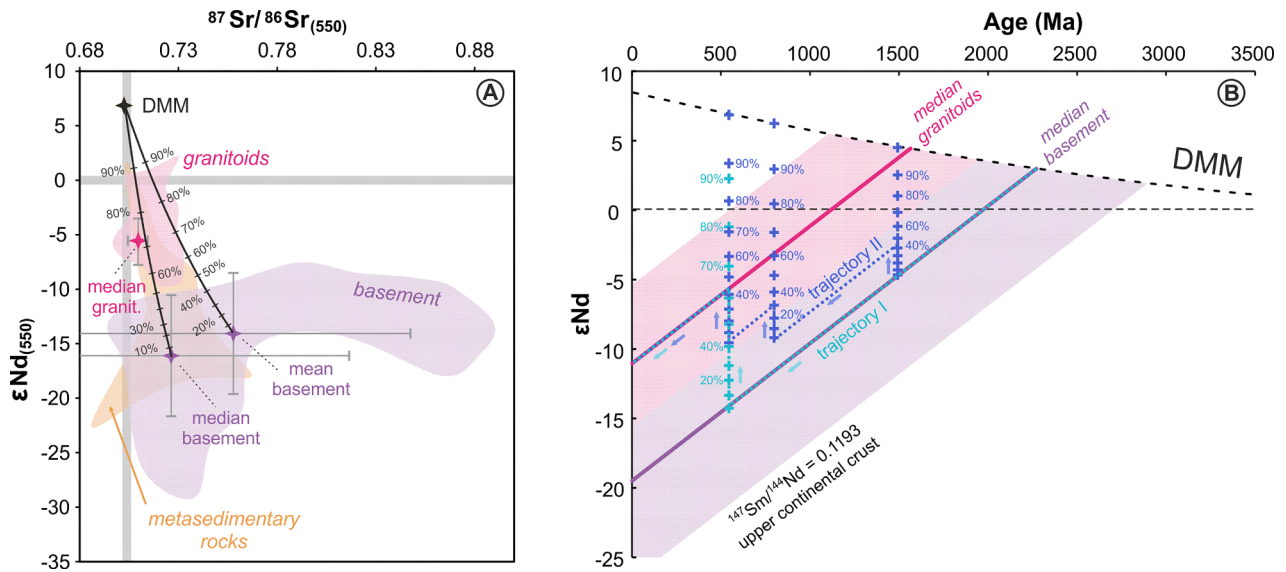 ⁸⁷Sr/⁸⁶Sr₍₅₅₀₎
0.68 0.73 0.78 0.83 0.88
εNd₍₅₅₀₎
10
5
0
-5
-10
-15
-20
-25
-30
-35
A
DMM
granitoids
90%
90%
80%
80%
70%
60%
60%
50%
40%
30%
20%
10%
median
granit.
basement
mean
basement
median
basement
metasedimentary
rocks
Age (Ma)
0 500 1000 1500 2000 2500 3000 3500
εNd
10
5
0
-5
-10
-15
-20
-25
B
median
granitoids
median
basement
DMM
90%
80%
70%
60%
40%
90%
80%
70%
40%
20%
90%
80%
60%
40%
20%
90%
80%
60%
40%
trajectory II
trajectory I
¹⁴⁷Sm/¹⁴⁴Nd = 0.1193
upper continental crust